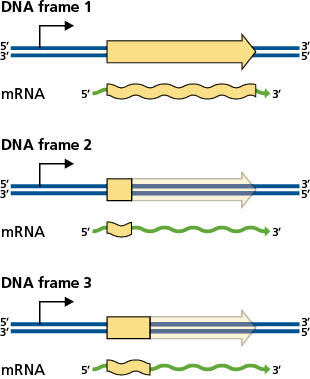 DNA frame 1
5’ 3’
3’ 5’
mRNA 5’ 3’
DNA frame 2
5’ 3’
3’ 5’
mRNA 5’ 3’
DNA frame 3
5’ 3’
3’ 5’
mRNA 5’ 3’